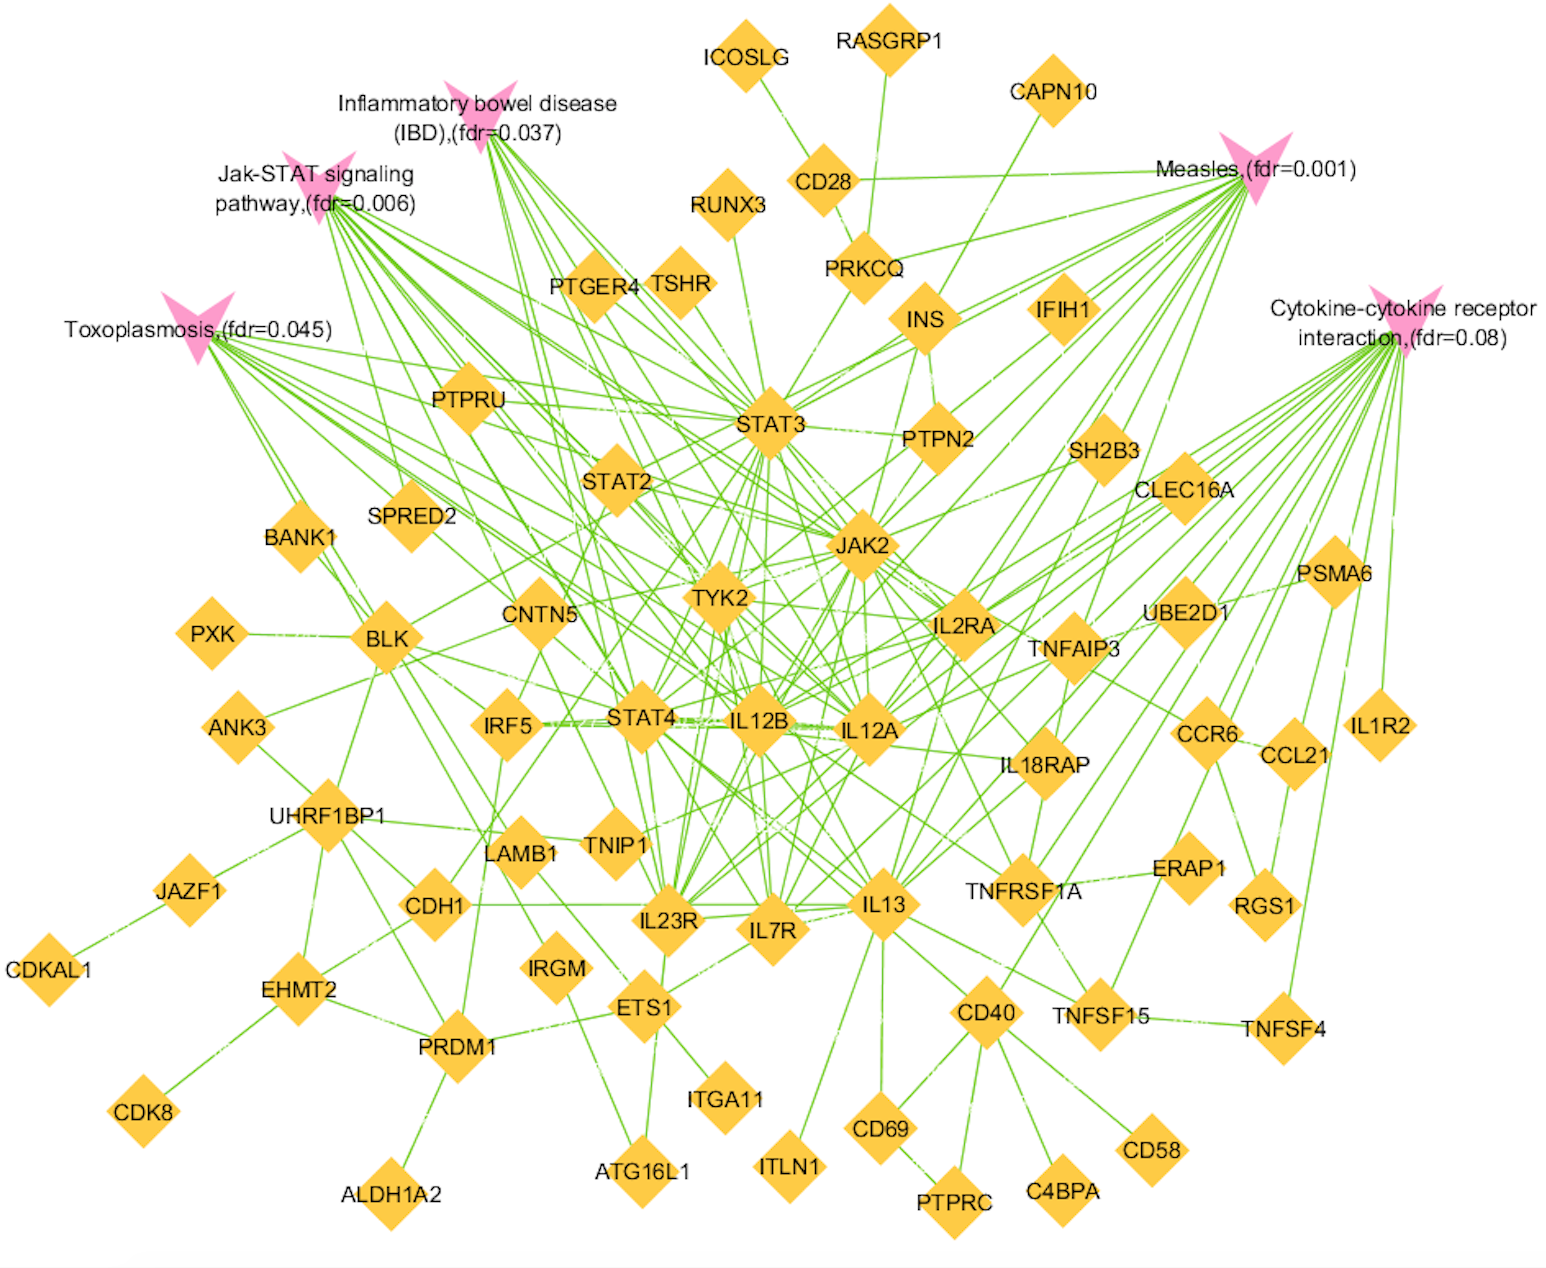 ICOSLG
RASGRP1
CAPN10
Inflammatory bowel disease
(IBD),(fdr=0.037)
Jak-STAT signaling
pathway,(fdr=0.006)
Measles,(fdr=0.001)
CD28
RUNX3
PRKCQ
PTGER4
TSHR
INS
IFIH1
Cytokine-cytokine receptor
interaction,(fdr=0.08)
Toxoplasmosis,(fdr=0.045)
PTPRU
STAT3
PTPN2
SH2B3
STAT2
CLEC16A
SPRED2
BANK1
JAK2
PSMA6
TYK2
CNTN5
UBE2D1
IL2RA
PXK
BLK
TNFAIP3
ANK3
IRF5
STAT4
IL12B
IL12A
CCR6
IL1R2
CCL21
IL18RAP
UHRF1BP1
LAMB1
TNIP1
ERAP1
JAZF1
CDH1
IL23R
IL7R
IL13
TNFRSF1A
RGS1
CDKAL1
IRGM
EHMT2
ETS1
CD40
TNFSF15
TNFSF4
PRDM1
CDK8
ITGA11
CD69
CD58
ALDH1A2
ATG16L1
ITLN1
C4BPA
PTPRC